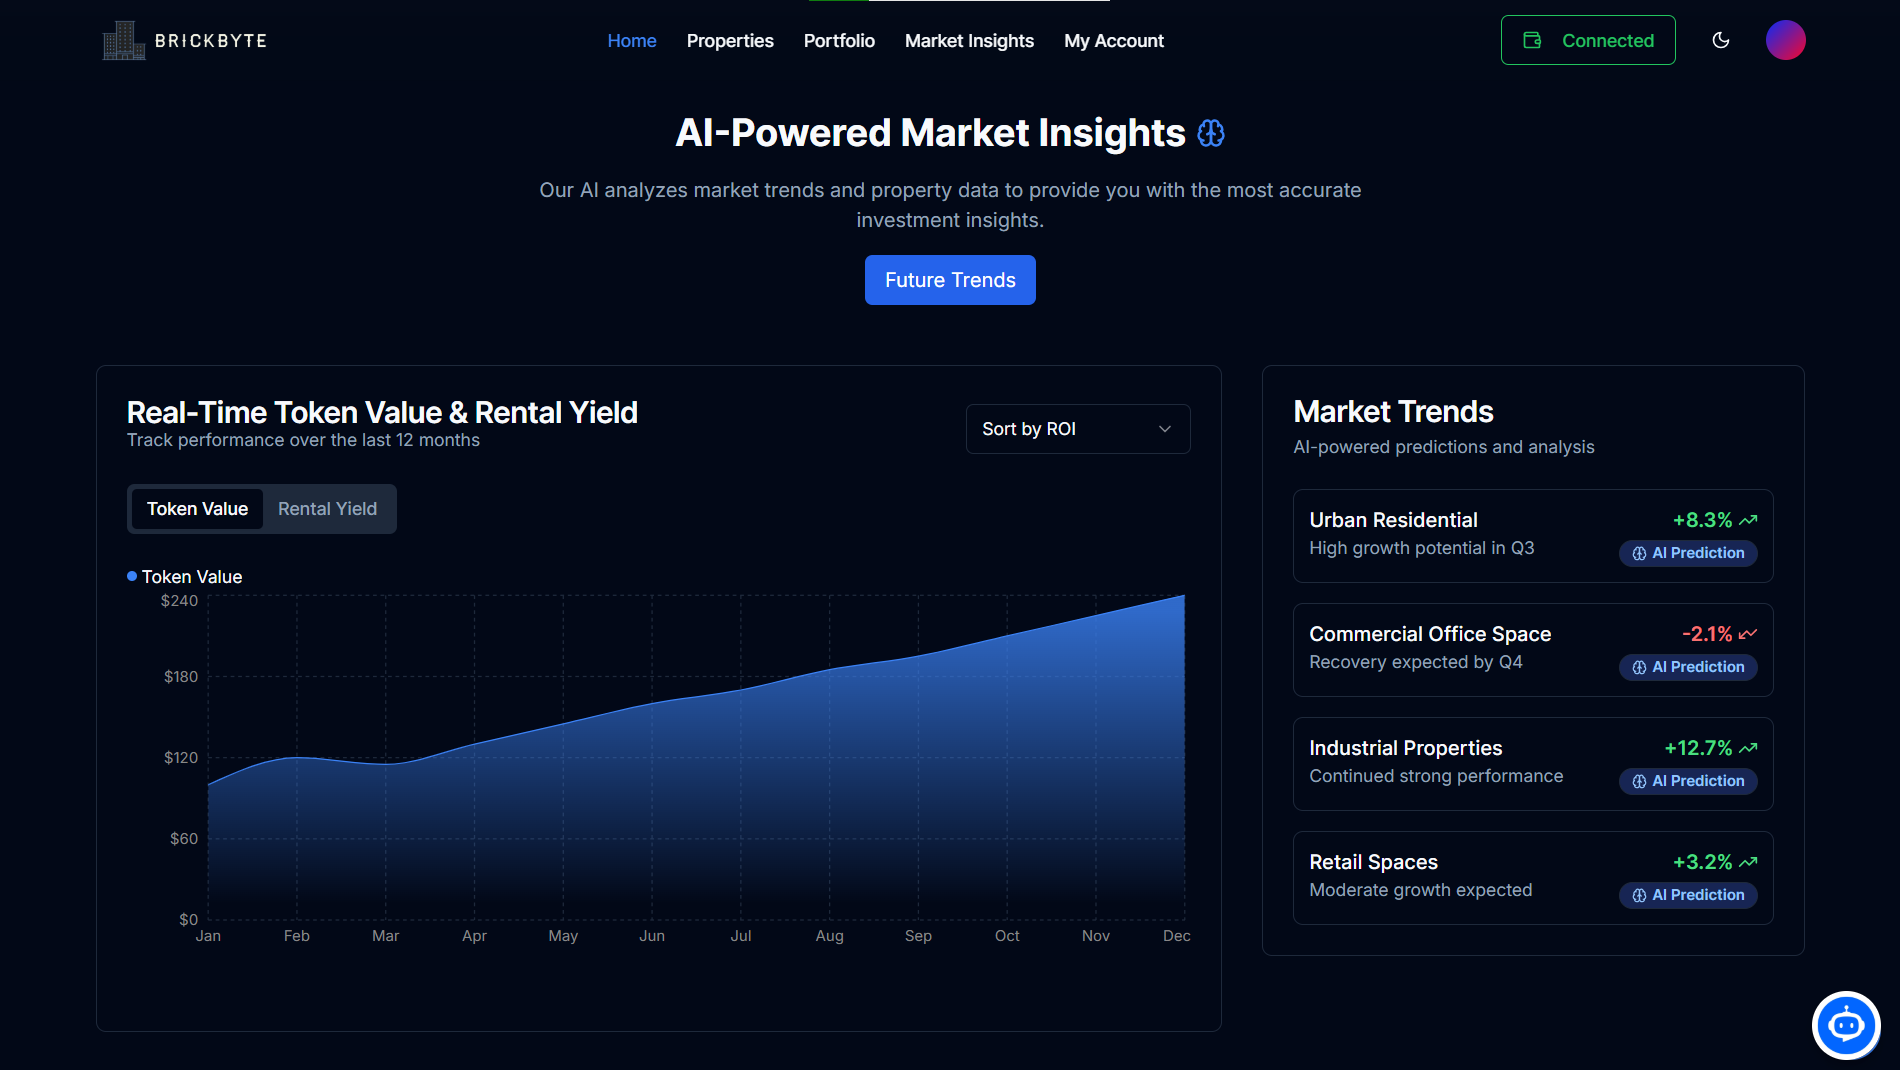 BRICKBYTE
Home
Properties
Portfolio
Market Insights
My Account
Connected
AI-Powered Market Insights
Our AI analyzes market trends and property data to provide you with the most accurate
investment insights.
Future Trends
Real-Time Token Value & Rental Yield
Track performance over the last 12 months
Sort by ROI
Token Value
Rental Yield
Token Value
$240
$180
$120
$60
$0
Jan
Feb
Mar
Apr
May
Jun
Jul
Aug
Sep
Oct
Nov
Dec
Market Trends
AI-powered predictions and analysis
Urban Residential
+8.3%
High growth potential in Q3
AI Prediction
Commercial Office Space
-2.1%
Recovery expected by Q4
AI Prediction
Industrial Properties
+12.7%
Continued strong performance
AI Prediction
Retail Spaces
+3.2%
Moderate growth expected
AI Prediction